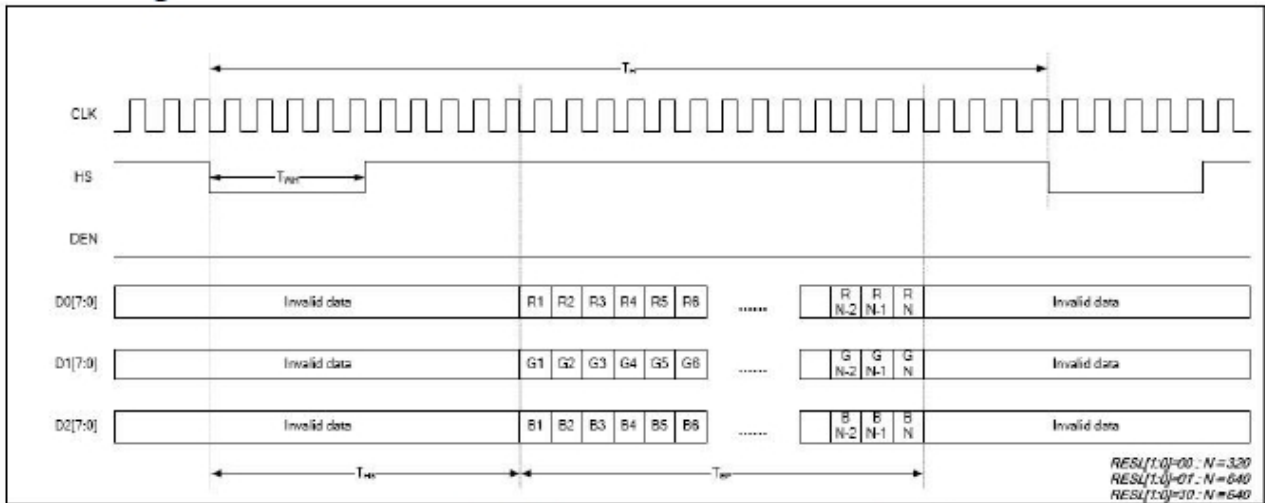 TH
CLK
HS
TWH
DEN
D0[7:0] Invalid data R1 R2 R3 R4 R5 R6 ....... R N-2 R N-1 R N Invalid data
D1[7:0] Invalid data G1 G2 G3 G4 G5 G6 ....... G N-2 G N-1 G N Invalid data
D2[7:0] Invalid data B1 B2 B3 B4 B5 B6 ....... B N-2 B N-1 B N Invalid data
RESL[1:0]=00 : N = 320
RESL[1:0]=01 : N = 640
RESL[1:0]=10 : N = 640